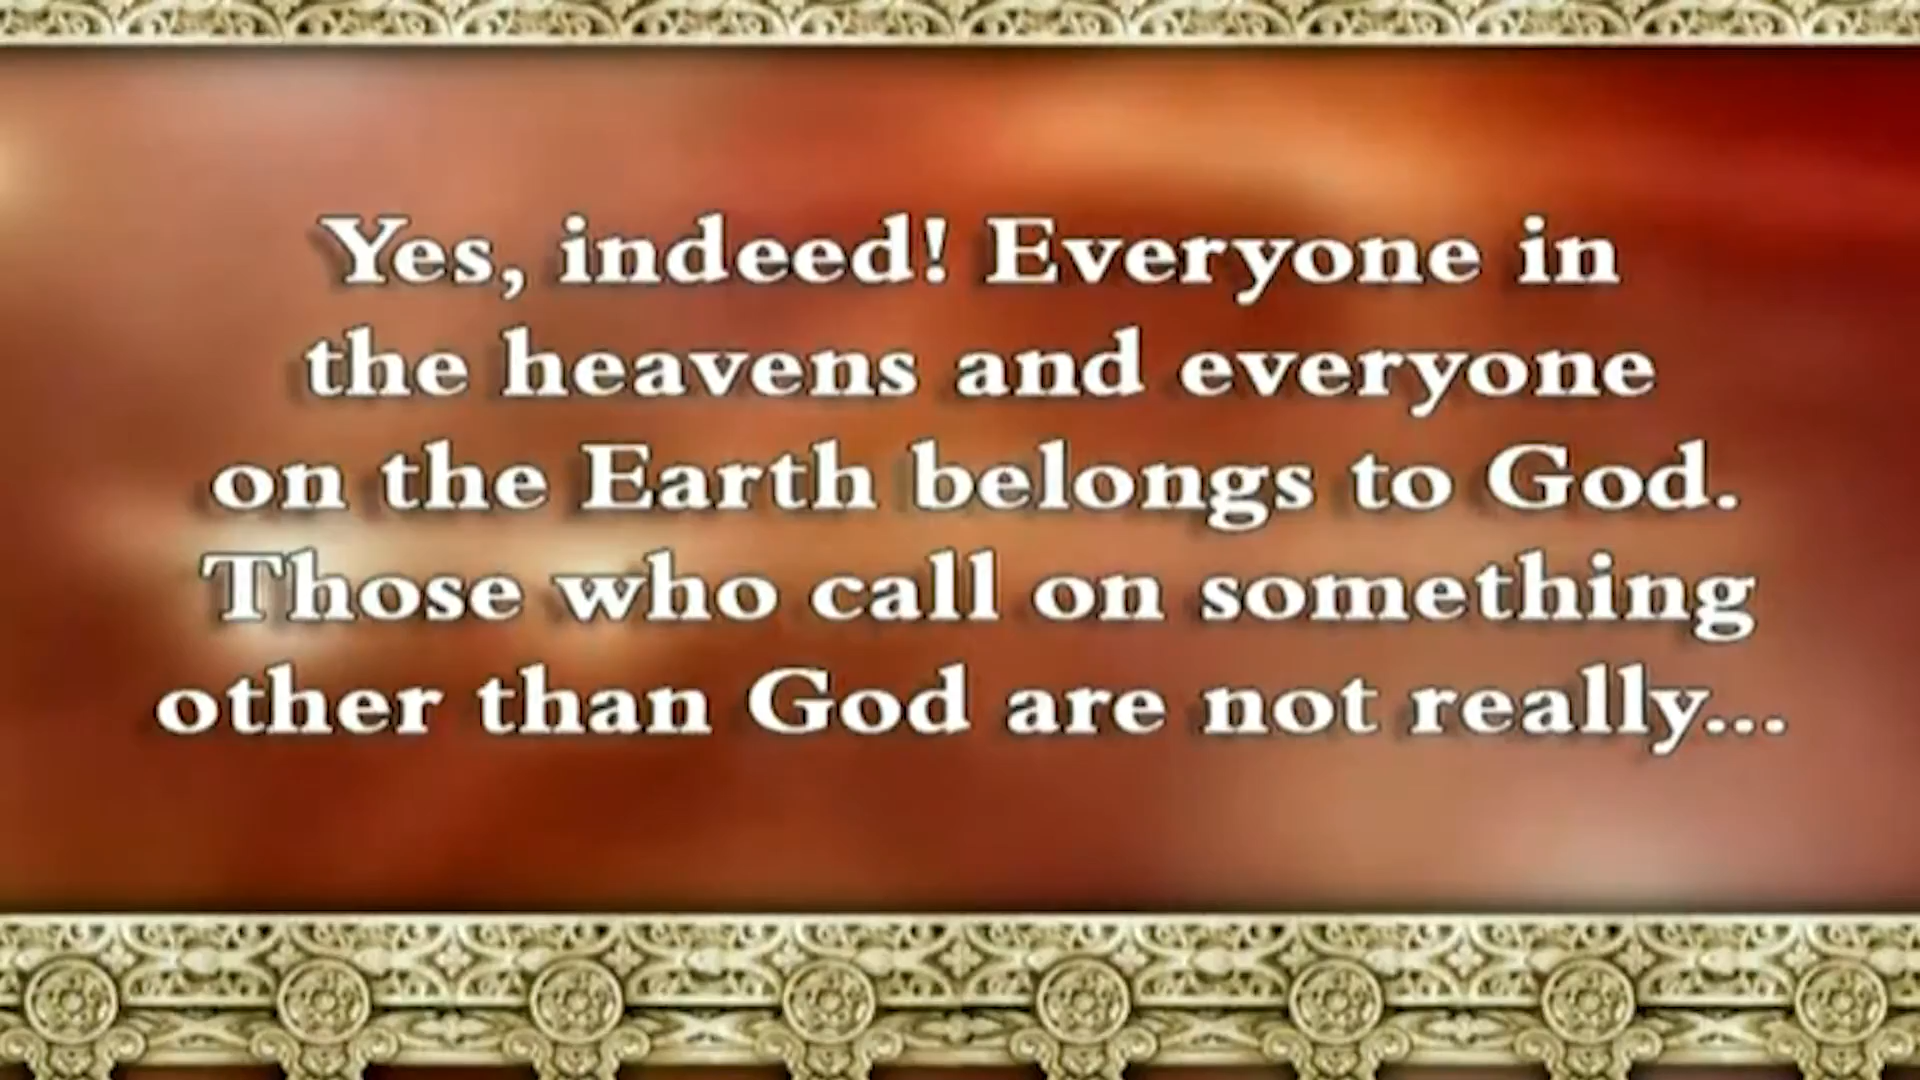 Yes, indeed! Everyone in
the heavens and everyone
on the Earth belongs to God.
Those who call on something
other than God are not really...